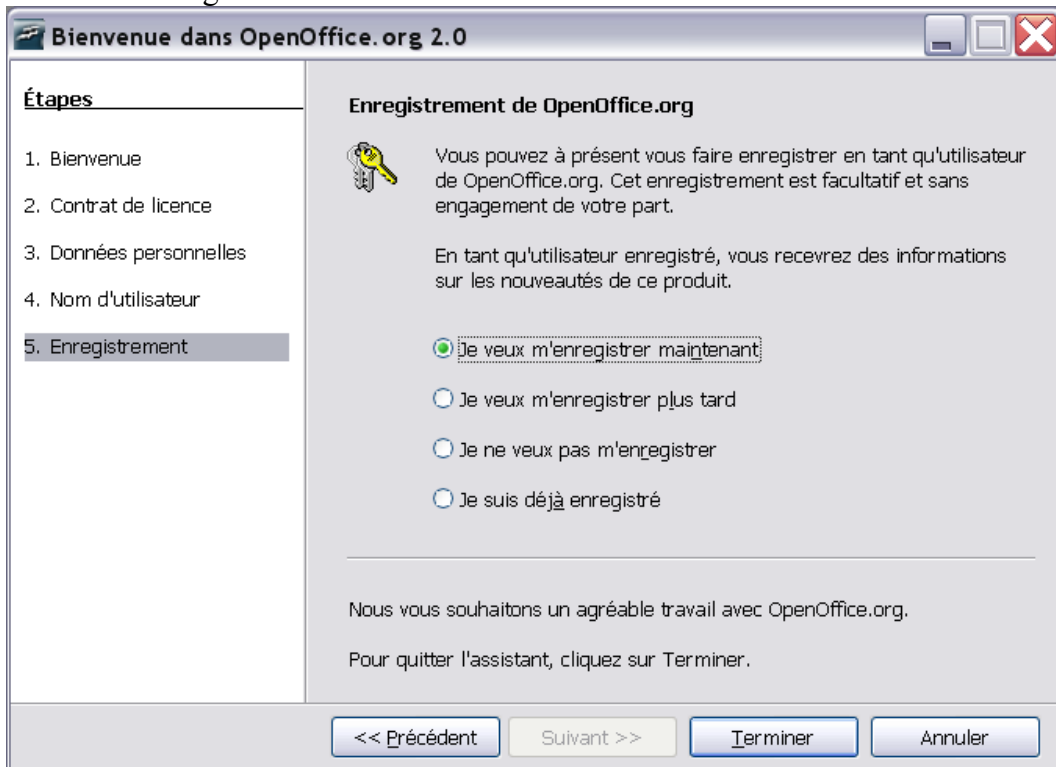 Bienvenue dans OpenOffice.org 2.0
Étapes
1. Bienvenue
2. Contrat de licence
3. Données personnelles
4. Nom d'utilisateur
5. Enregistrement
Enregistrement de OpenOffice.org
Vous pouvez à présent vous faire enregistrer en tant qu'utilisateur
de OpenOffice.org. Cet enregistrement est facultatif et sans
engagement de votre part.
En tant qu'utilisateur enregistré, vous recevrez des informations
sur les nouveautés de ce produit.
Je veux m'enregistrer maintenant
Je veux m'enregistrer plus tard
Je ne veux pas m'enregistrer
Je suis déjà enregistré
Nous vous souhaitons un agréable travail avec OpenOffice.org.
Pour quitter l'assistant, cliquez sur Terminer.
<< Précédent
Suivant >>
Terminer
Annuler